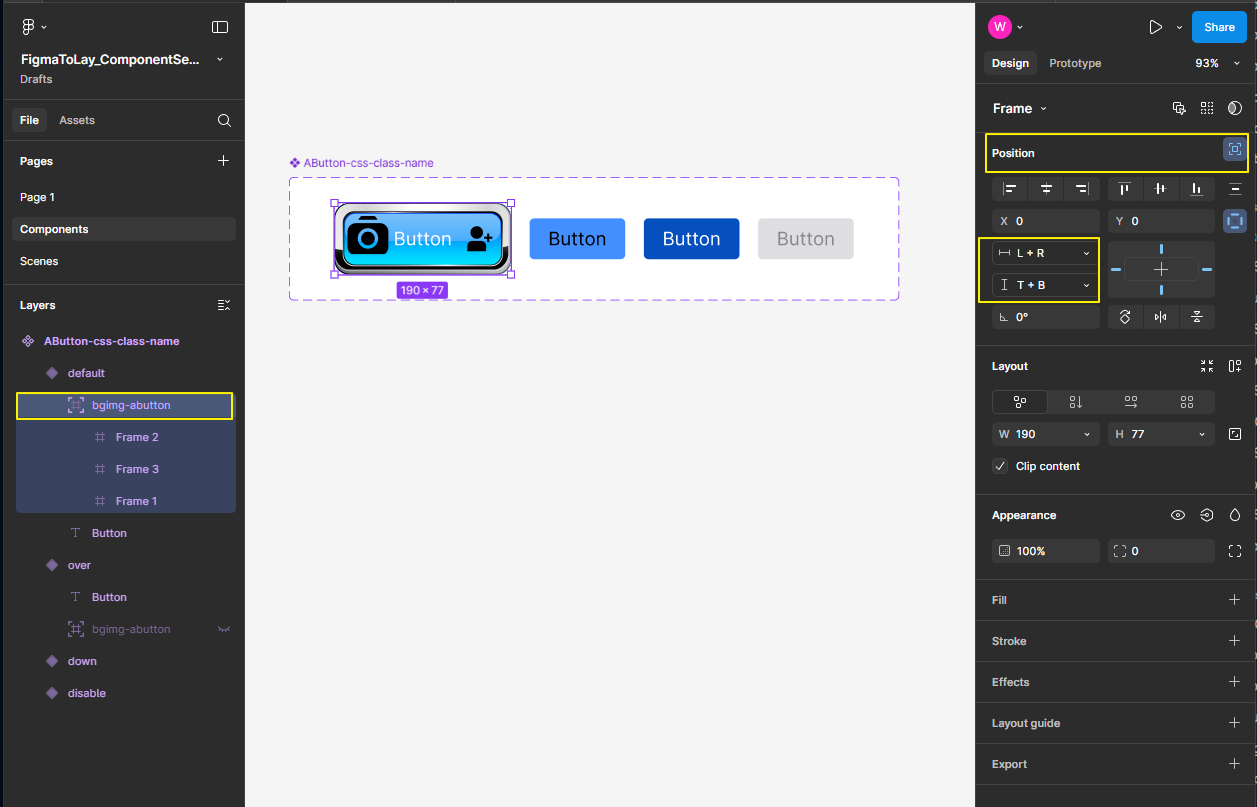 FigmaToLay_ComponentSe...
Drafts
File
Assets
Pages
Page 1
Components
Scenes
Layers
AButton-css-class-name
default
bgimg-abutton
Frame 2
Frame 3
Frame 1
Button
over
Button
bgimg-abutton
down
disable
AButton-css-class-name
Button
Button
Button
Button
190 × 77
W
Share
Design
Prototype
93%
Frame
Position
X 0
Y 0
L + R
T + B
0°
Layout
W 190
H 77
Clip content
Appearance
100%
0
Fill
Stroke
Effects
Layout guide
Export